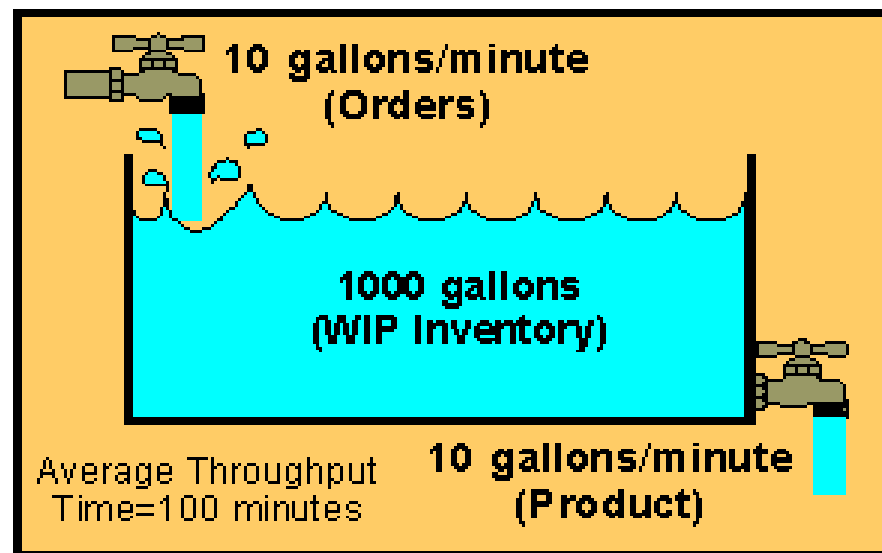 10 gallons/minute
(Orders)
1000 gallons
(WIP Inventory)
10 gallons/minute
(Product)
Average Throughput
Time=100 minutes